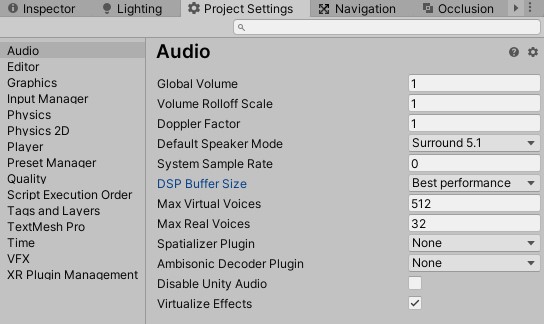 Inspector Lighting Project Settings Navigation Occlusion
Audio
Editor
Graphics
Input Manager
Physics
Physics 2D
Player
Preset Manager
Quality
Script Execution Order
Tags and Layers
TextMesh Pro
Time
VFX
XR Plugin Management
Audio
Global Volume 1
Volume Rolloff Scale 1
Doppler Factor 1
Default Speaker Mode Surround 5.1
System Sample Rate 0
DSP Buffer Size Best performance
Max Virtual Voices 512
Max Real Voices 32
Spatializer Plugin None
Ambisonic Decoder Plugin None
Disable Unity Audio
Virtualize Effects